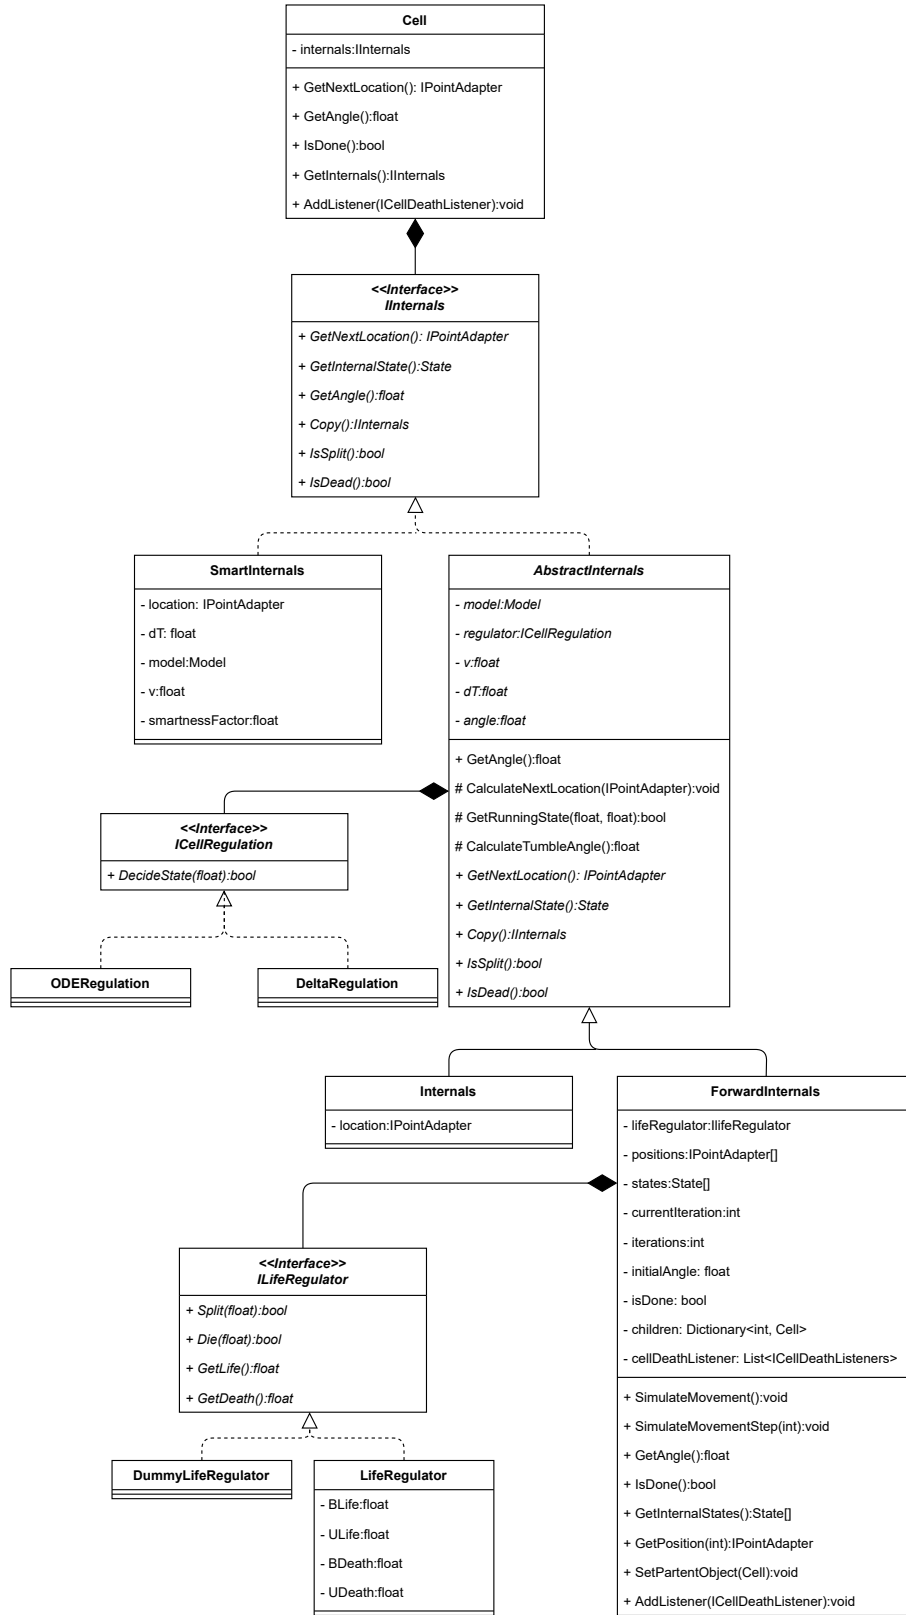 Cell
- internals:IInternals
+ GetNextLocation(): IPointAdapter
+ GetAngle():float
+ IsDone():bool
+ GetInternals():IInternals
+ AddListener(ICellDeathListener):void
<<Interface>>
IInternals
+ GetNextLocation(): IPointAdapter
+ GetInternalState():State
+ GetAngle():float
+ Copy():IInternals
+ IsSplit():bool
+ IsDead():bool
SmartInternals
- location: IPointAdapter
- dT: float
- model:Model
- v:float
- smartnessFactor:float
AbstractInternals
- model:Model
- regulator:ICellRegulation
- v:float
- dT:float
- angle:float
+ GetAngle():float
# CalculateNextLocation(IPointAdapter):void
# GetRunningState(float, float):bool
# CalculateTumbleAngle():float
+ GetNextLocation(): IPointAdapter
+ GetInternalState():State
+ Copy():IInternals
+ IsSplit():bool
+ IsDead():bool
<<Interface>>
ICellRegulation
+ DecideState(float):bool
ODERegulation
DeltaRegulation
Internals
- location:IPointAdapter
ForwardInternals
- lifeRegulator:IlifeRegulator
- positions:IPointAdapter[]
- states:State[]
- currentIteration:int
- iterations:int
- initialAngle: float
- isDone: bool
- children: Dictionary<int, Cell>
- cellDeathListener: List<ICellDeathListeners>
+ SimulateMovement():void
+ SimulateMovementStep(int):void
+ GetAngle():float
+ IsDone():bool
+ GetInternalStates():State[]
+ GetPosition(int):IPointAdapter
+ SetPartentObject(Cell):void
+ AddListener(ICellDeathListener):void
<<Interface>>
ILifeRegulator
+ Split(float):bool
+ Die(float):bool
+ GetLife():float
+ GetDeath():float
DummyLifeRegulator
LifeRegulator
- BLife:float
- ULife:float
- BDeath:float
- UDeath:float